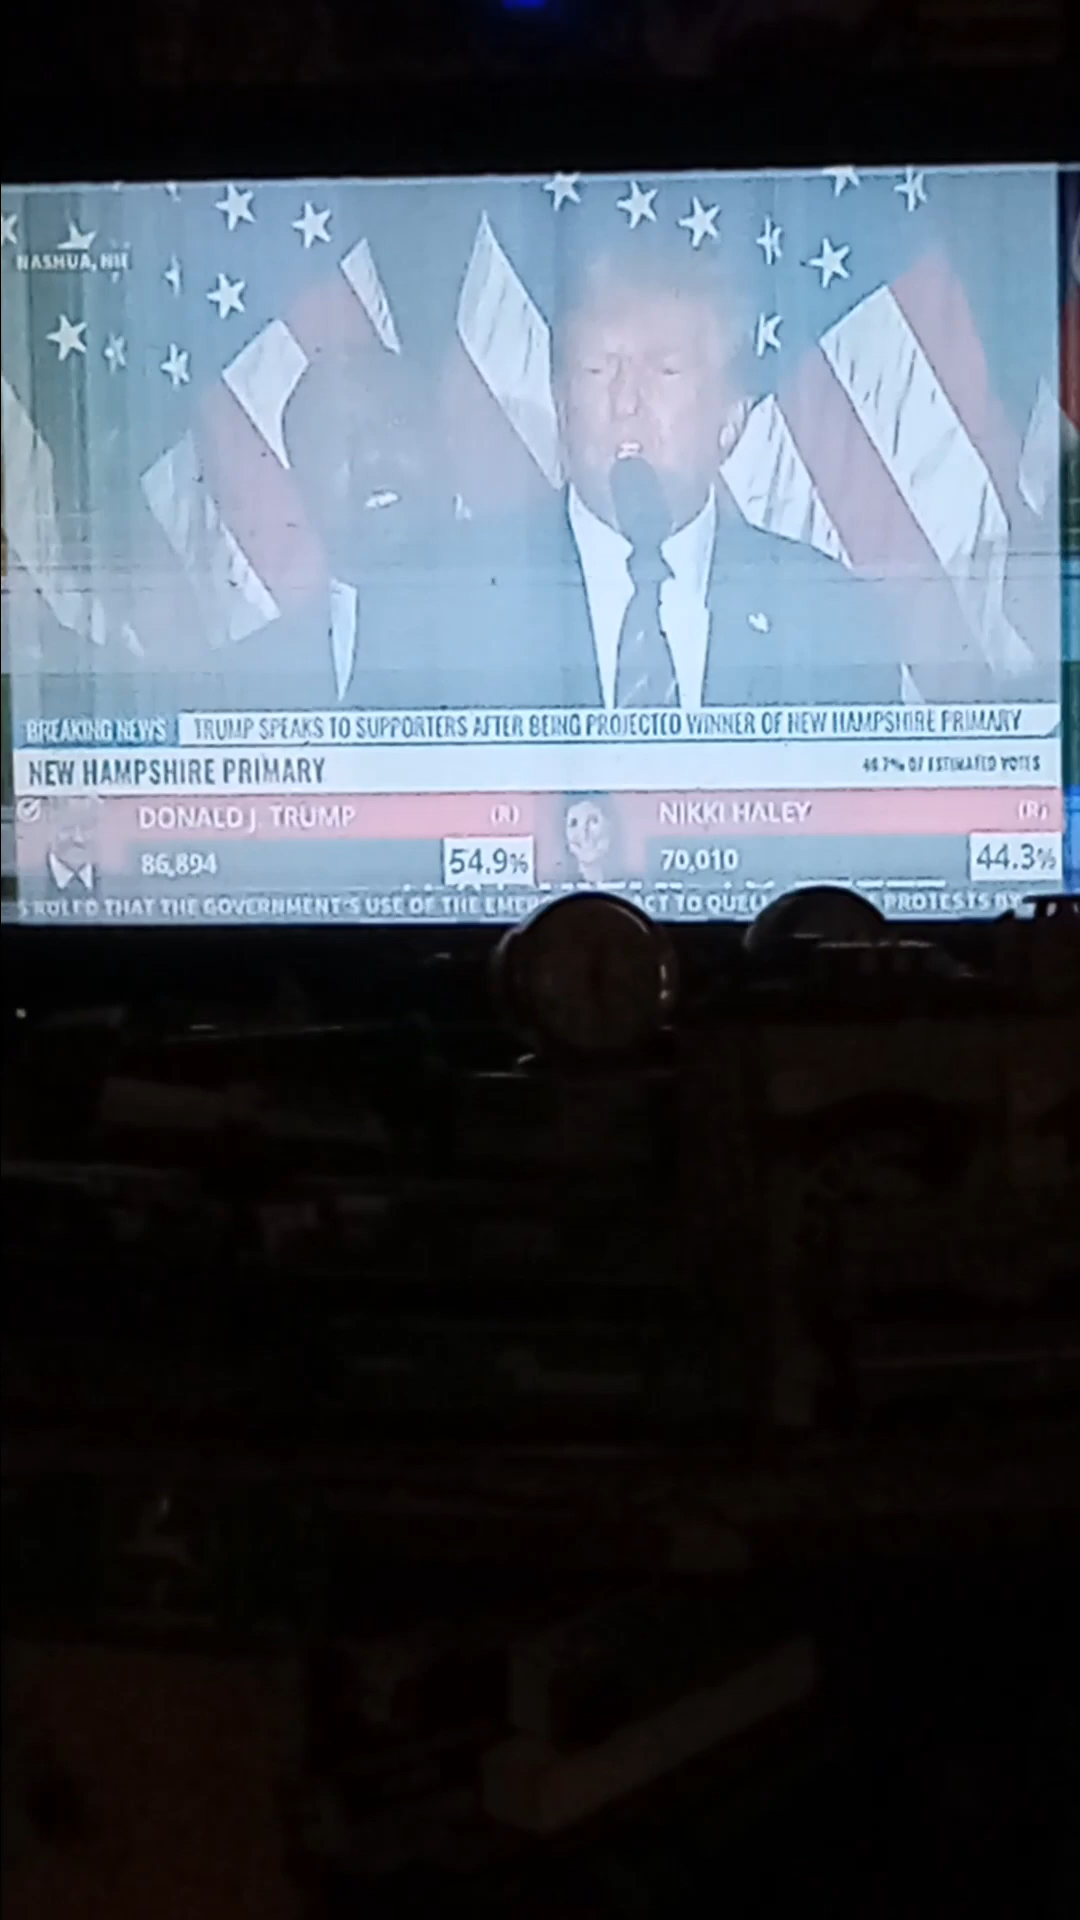 NASHUA, NH
BREAKING NEWS
TRUMP SPEAKS TO SUPPORTERS AFTER BEING PROJECTED WINNER OF NEW HAMPSHIRE PRIMARY
NEW HAMPSHIRE PRIMARY
% OF ESTIMATED VOTES
DONALD J. TRUMP (R)
86,894 54.9%
NIKKI HALEY (R)
70,010 44.3%
RULED THAT THE GOVERNMENT'S USE OF THE ACT TO PROTESTS BY